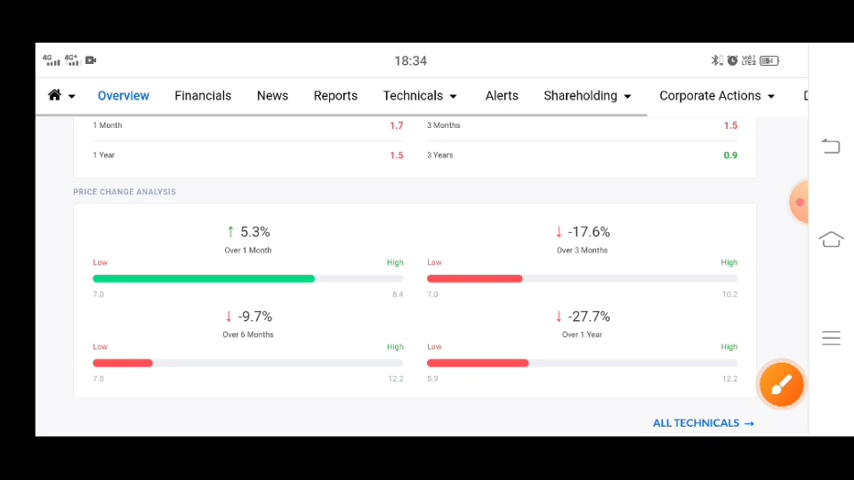 4G 4G+ 18:34
Overview Financials News Reports Technicals Alerts Shareholding Corporate Actions
1 Month 1.7 3 Months 1.5
1 Year 1.5 3 Years 0.9
PRICE CHANGE ANALYSIS
↑ 5.3% ↓ -17.6%
Over 1 Month Over 3 Months
Low High Low High
7.0 8.4 7.0 10.2
↓ -9.7% ↓ -27.7%
Over 6 Months Over 1 Year
Low High Low High
7.0 12.2 5.9 12.2
ALL TECHNICALS →